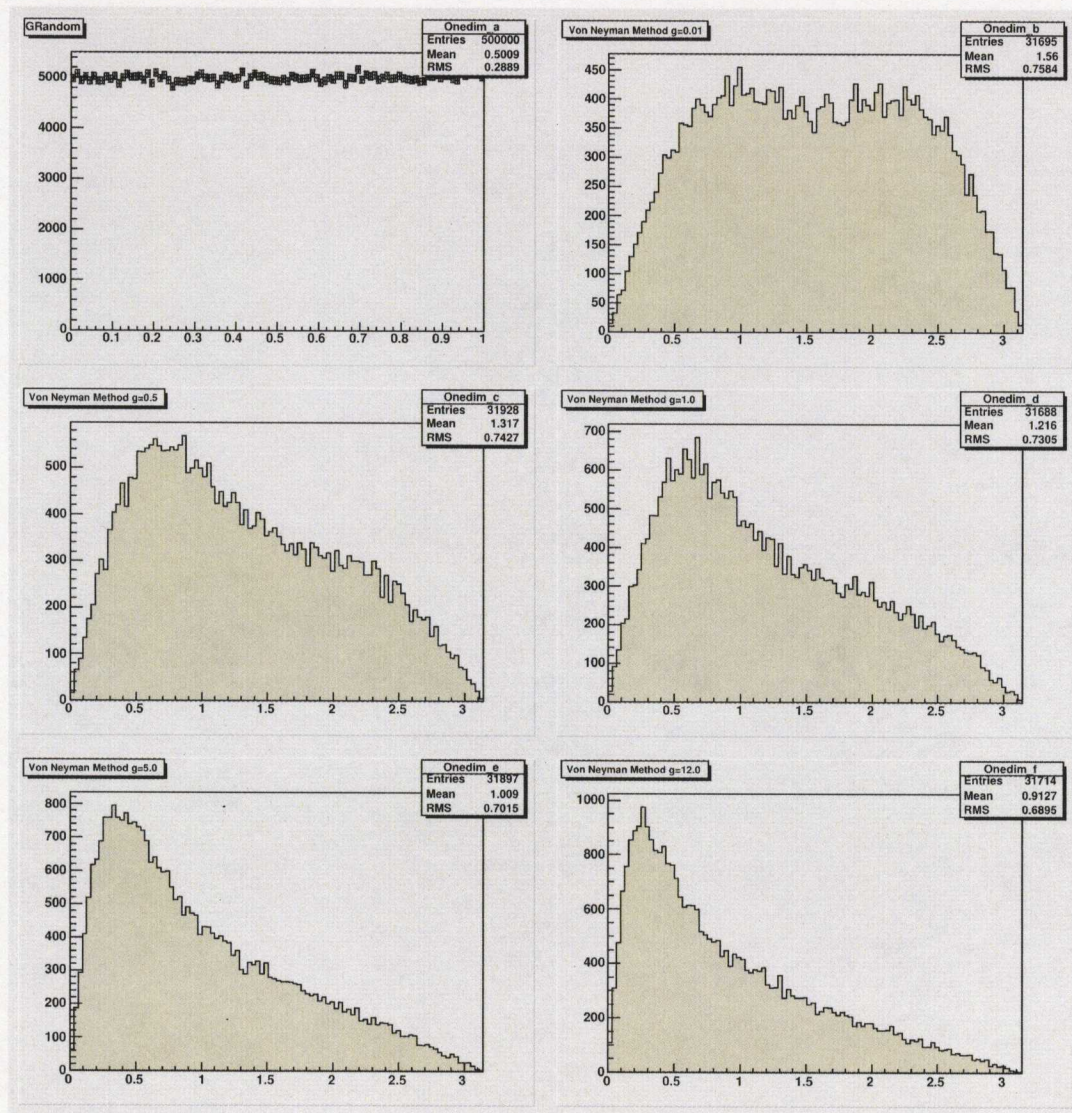 GRandom
Onedim_a
Entries 500000
Mean 0.5009
RMS 0.2889
5000
4000
3000
2000
1000
0
0 0.1 0.2 0.3 0.4 0.5 0.6 0.7 0.8 0.9 1
Von Neyman Method g=0.01
Onedim_b
Entries 31695
Mean 1.56
RMS 0.7584
450
400
350
300
250
200
150
100
50
0
0 0.5 1 1.5 2 2.5 3
Von Neyman Method g=0.5
Onedim_c
Entries 31928
Mean 1.317
RMS 0.7427
500
400
300
200
100
0
0 0.5 1 1.5 2 2.5 3
Von Neyman Method g=1.0
Onedim_d
Entries 31688
Mean 1.216
RMS 0.7305
700
600
500
400
300
200
100
0
0 0.5 1 1.5 2 2.5 3
Von Neyman Method g=5.0
Onedim_e
Entries 31897
Mean 1.009
RMS 0.7015
800
700
600
500
400
300
200
100
0
0 0.5 1 1.5 2 2.5 3
Von Neyman Method g=12.0
Onedim_f
Entries 31714
Mean 0.9127
RMS 0.6895
1000
800
600
400
200
0
0 0.5 1 1.5 2 2.5 3